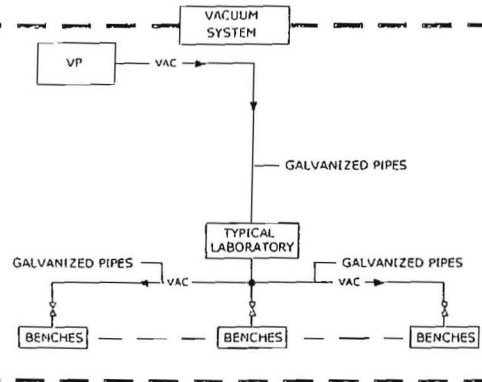 VACUUM
SYSTEM
VP
VAC
GALVANIZED PIPES
TYPICAL
LABORATORY
GALVANIZED PIPES
GALVANIZED PIPES
VAC
VAC
BENCHES
BENCHES
BENCHES